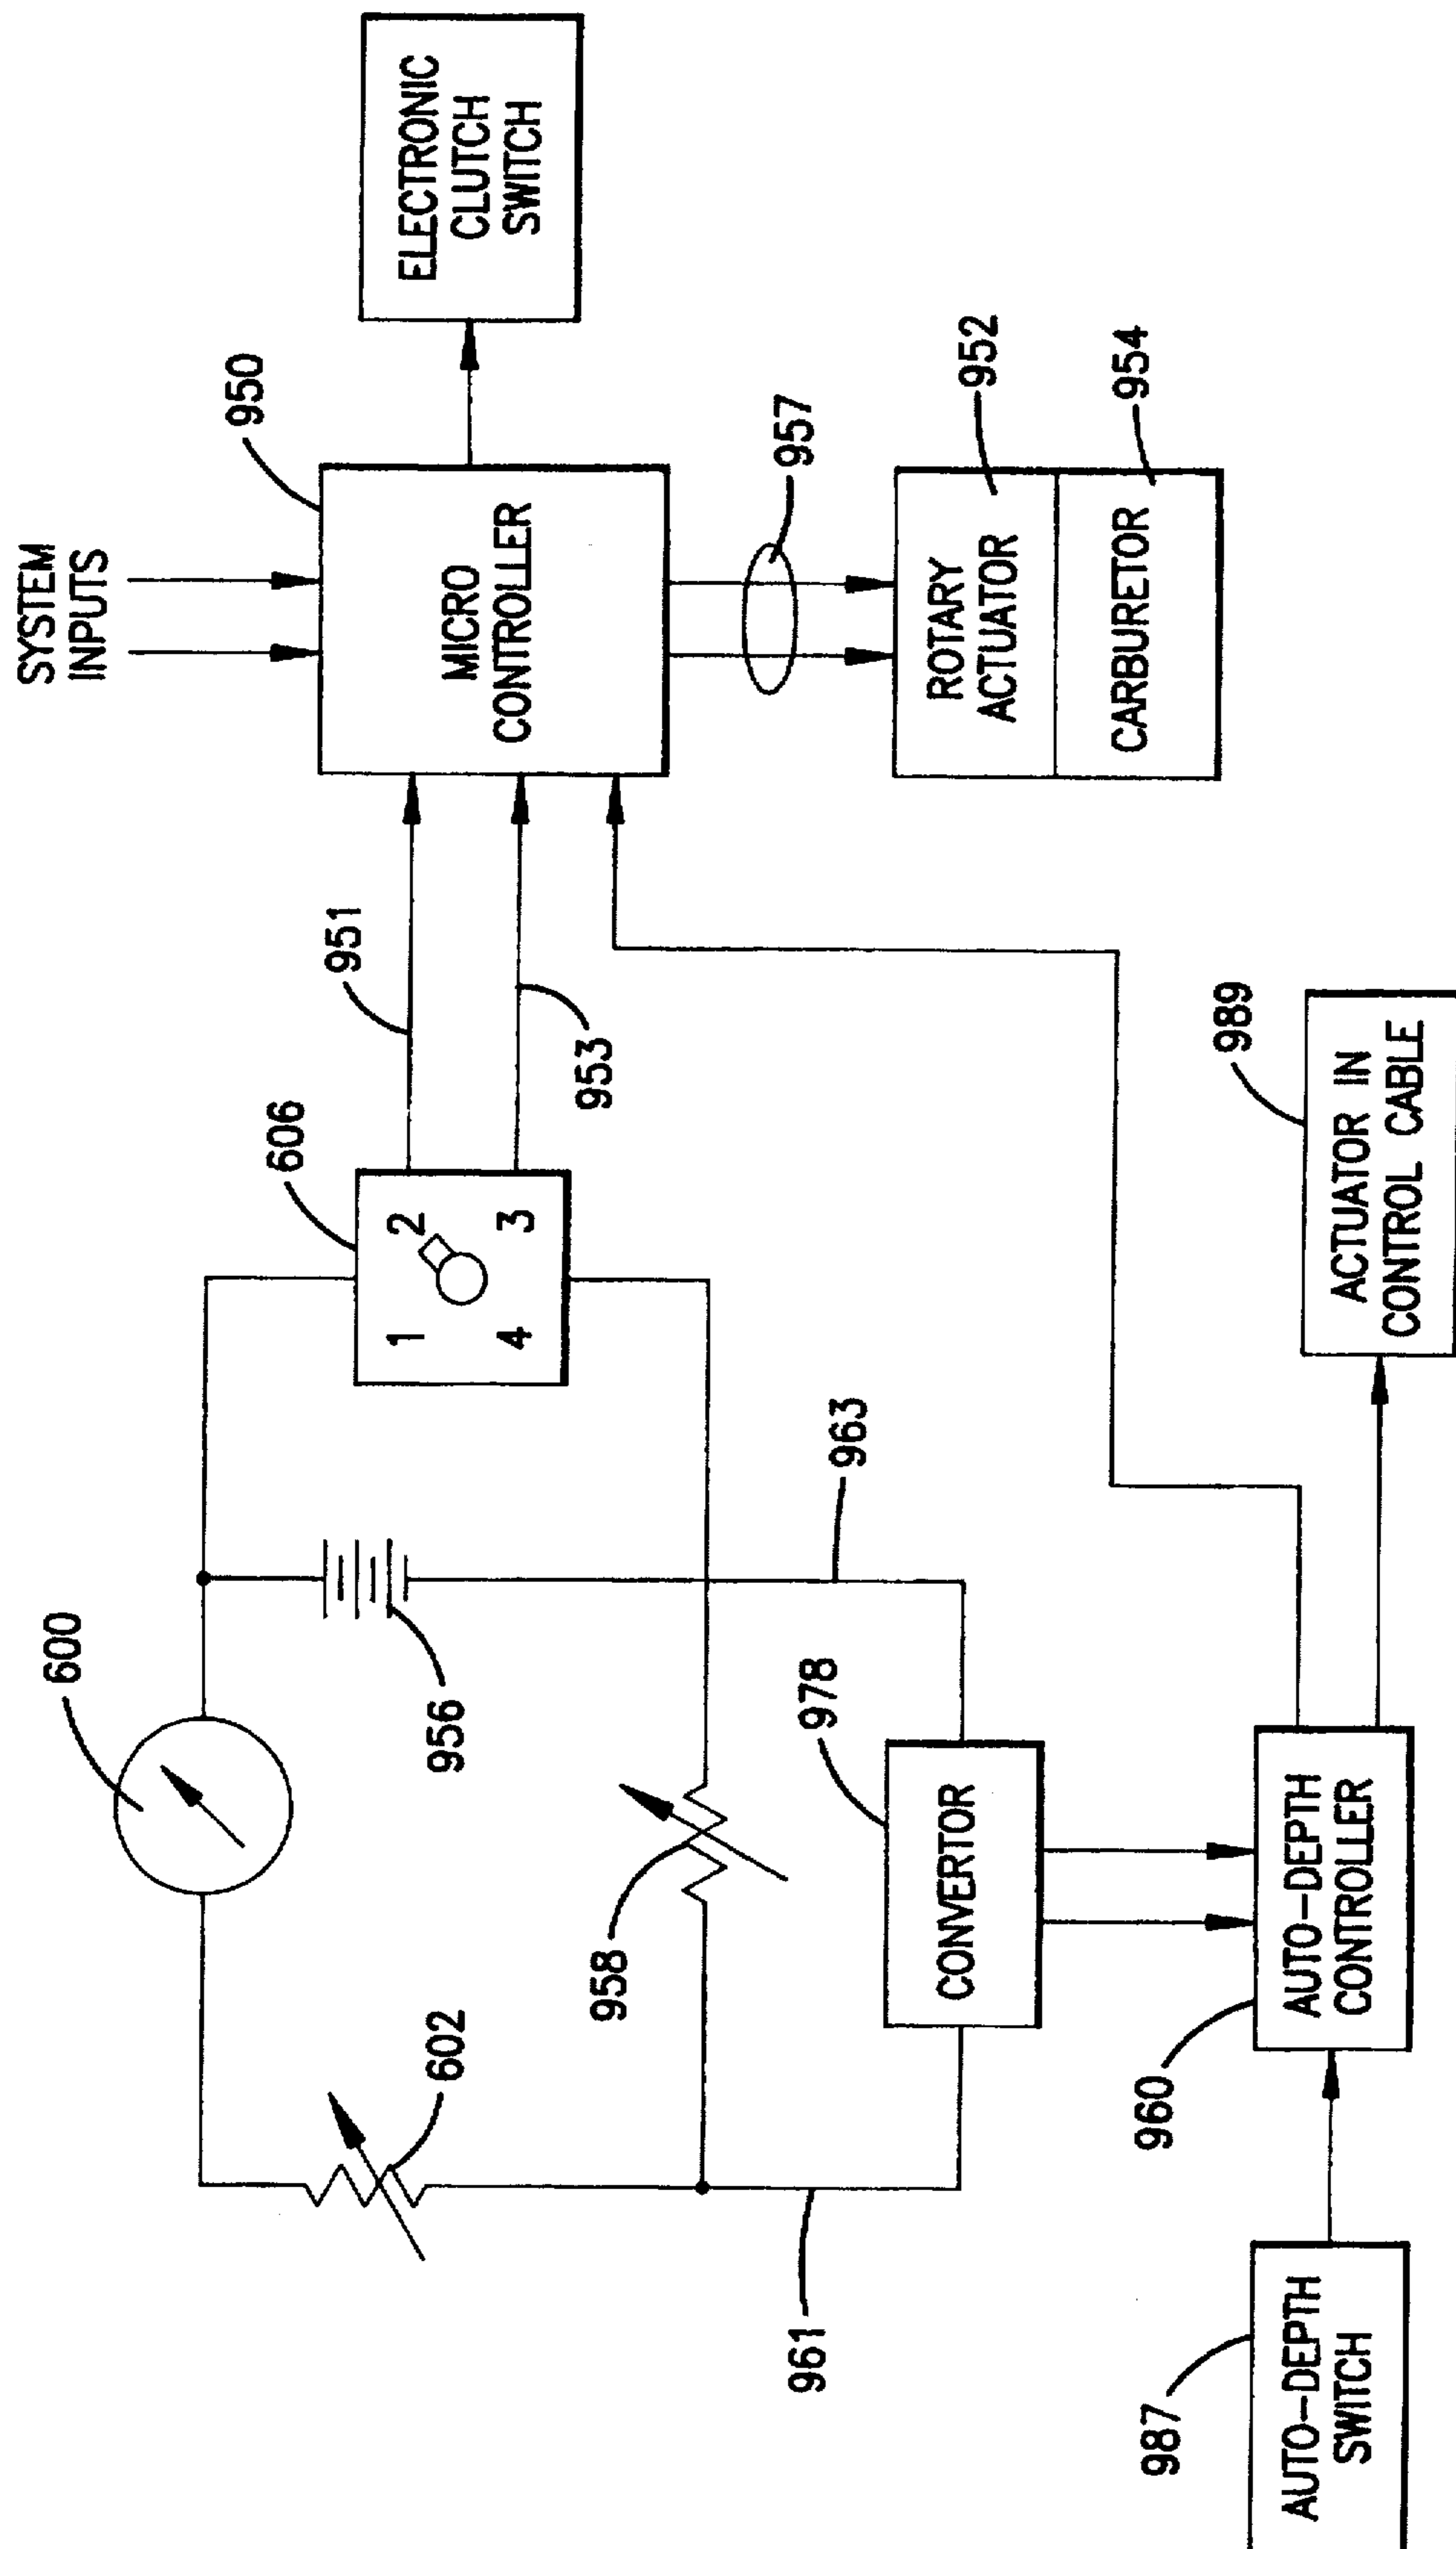 SYSTEM
INPUTS
950
MICRO
CONTROLLER
ELECTRONIC
CLUTCH
SWITCH
957
ROTARY
ACTUATOR
952
CARBURETOR
954
951
953
606
1
2
3
4
600
956
602
958
963
961
978
CONVERTOR
960
AUTO-DEPTH
CONTROLLER
987
AUTO-DEPTH
SWITCH
989
ACTUATOR IN
CONTROL CABLE